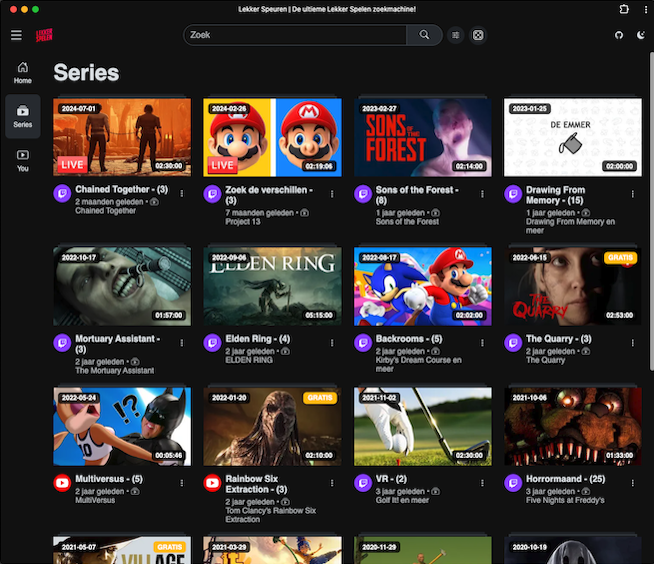 Lekker Speuren | De ultieme Lekker Spelen zoekmachine!
LEKKER
SPELEN
Zoek
Home
Series
You
Series
2024-07-01
LIVE
02:30:00
Chained Together - (3)
2 maanden geleden •
Chained Together
2024-02-26
LIVE
02:19:06
Zoek de verschillen -
(3)
7 maanden geleden •
Project 13
2023-02-27
SONS OF THE
FOREST
02:14:00
Sons of the Forest -
(8)
1 jaar geleden •
Sons of the Forest
2023-01-25
DE EMMER
02:00:00
Drawing From
Memory - (15)
1 jaar geleden •
Drawing From Memory en
meer
2022-10-17
01:57:00
Mortuary Assistant -
(3)
2 jaar geleden •
The Mortuary Assistant
2022-09-06
ELDEN RING
05:15:00
Elden Ring - (4)
2 jaar geleden •
ELDEN RING
2022-08-17
02:02:00
Backrooms - (5)
2 jaar geleden •
Kirby's Dream Course en
meer
2022-06-15
GRATIS
THE
QUARRY
02:53:00
The Quarry - (3)
2 jaar geleden •
The Quarry
2022-05-24
!?
10
00:05:46
Multiversus - (5)
2 jaar geleden •
MultiVersus
2022-01-20
GRATIS
02:10:00
Rainbow Six
Extraction - (3)
2 jaar geleden •
Tom Clancy's Rainbow Six
Extraction
2021-11-02
02:30:00
VR - (2)
3 jaar geleden •
Golf It! en meer
2021-10-06
01:33:00
Horrormaand - (25)
3 jaar geleden •
Five Nights at Freddy's
2021-05-07
GRATIS
VILLAGE
2021-03-29
2020-11-29
2020-10-19